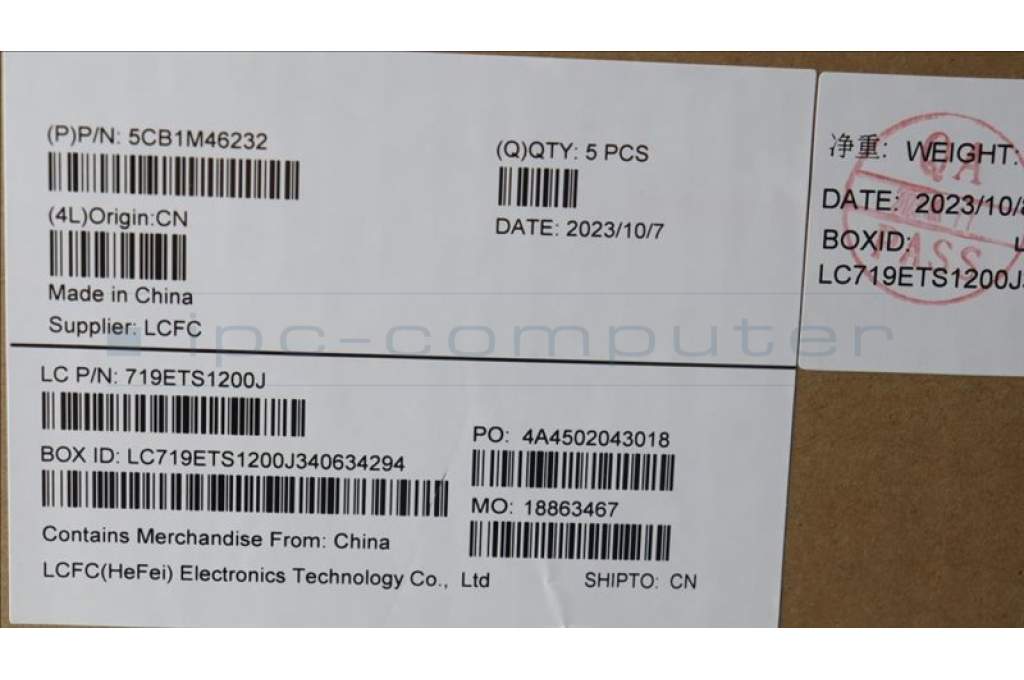 (P)P/N: 5CB1M46232
(4L)Origin:CN
Made in China
Supplier: LCFC
(Q)QTY: 5 PCS
DATE: 2023/10/7
LC P/N: 719ETS1200J
BOX ID: LC719ETS1200J340634294
Contains Merchandise From: China
LCFC(HeFei) Electronics Technology Co., Ltd
PO: 4A4502043018
MO: 18863467
SHIPTO: CN
净重: WEIGHT:
DATE: 2023/10/
BOXID:
LC719ETS1200J
QA
PASS
ipc-computer